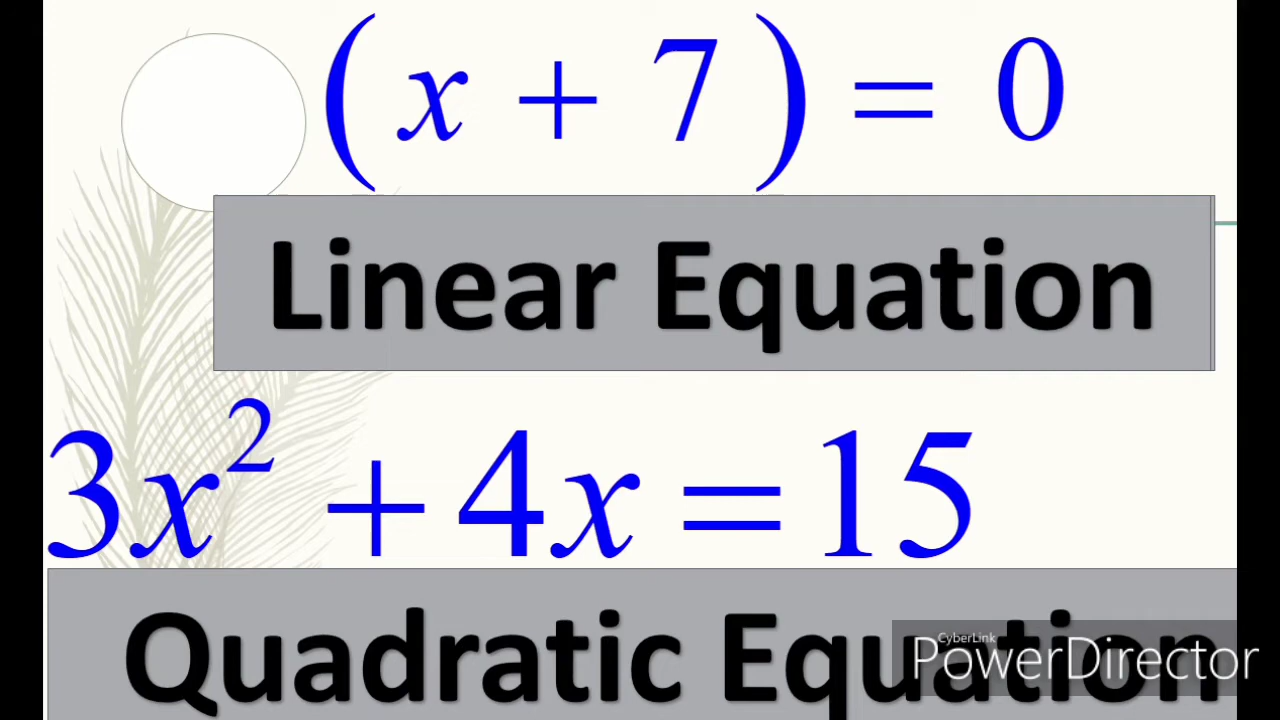 (x + 7) = 0
Linear Equation
3x² + 4x = 15
Quadratic Equation
CyberLink
PowerDirector